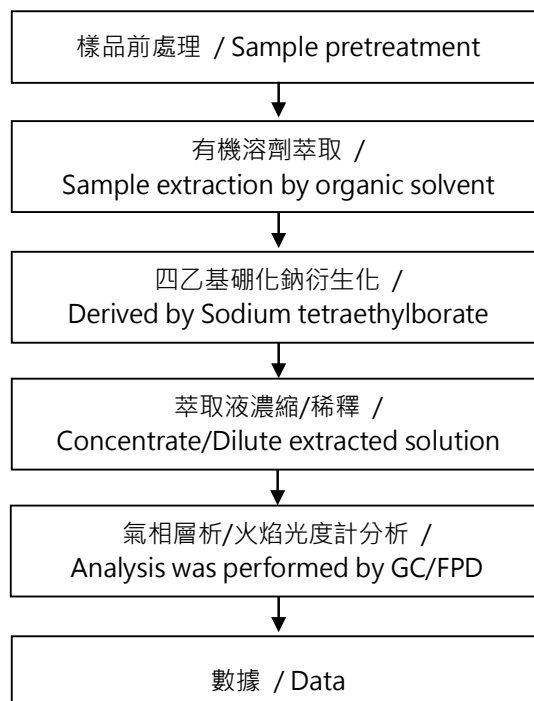 樣品前處理 / Sample pretreatment
有機溶劑萃取 /
Sample extraction by organic solvent
四乙基硼化鈉衍生化 /
Derived by Sodium tetraethylborate
萃取液濃縮/稀釋 /
Concentrate/Dilute extracted solution
氣相層析/火焰光度計分析 /
Analysis was performed by GC/FPD
數據 / Data